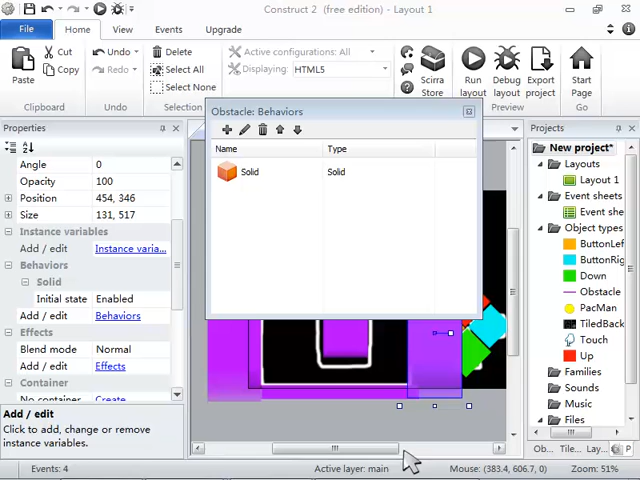 Construct 2 (free edition) - Layout 1
File
Home
View
Events
Upgrade
Paste
Cut
Copy
Clipboard
Undo
Redo
Undo
Delete
Select All
Select None
Selection
Active configurations: All
Displaying: HTML5
Scirra Store
Run layout
Debug layout
Export project
Preview
Start Page
Go
Properties
Angle 0
Opacity 100
Position 454, 346
Size 131, 517
Instance variables
Add / edit Instance varia...
Behaviors
Solid
Initial state Enabled
Add / edit Behaviors
Effects
Blend mode Normal
Add / edit Effects
Container
No container Create
Add / edit
Click to add, change or remove instance variables.
Obstacle: Behaviors
Name Type
Solid Solid
Projects
New project*
Layouts
Layout 1
Event sheets
Event she
Object types
ButtonLef
ButtonRig
Down
Obstacle
PacMan
TiledBack
Touch
Up
Families
Sounds
Music
Files
Ob...
Lay...
P
Events: 4
Active layer: main
Mouse: (383.4, 606.7, 0)
Zoom: 51%